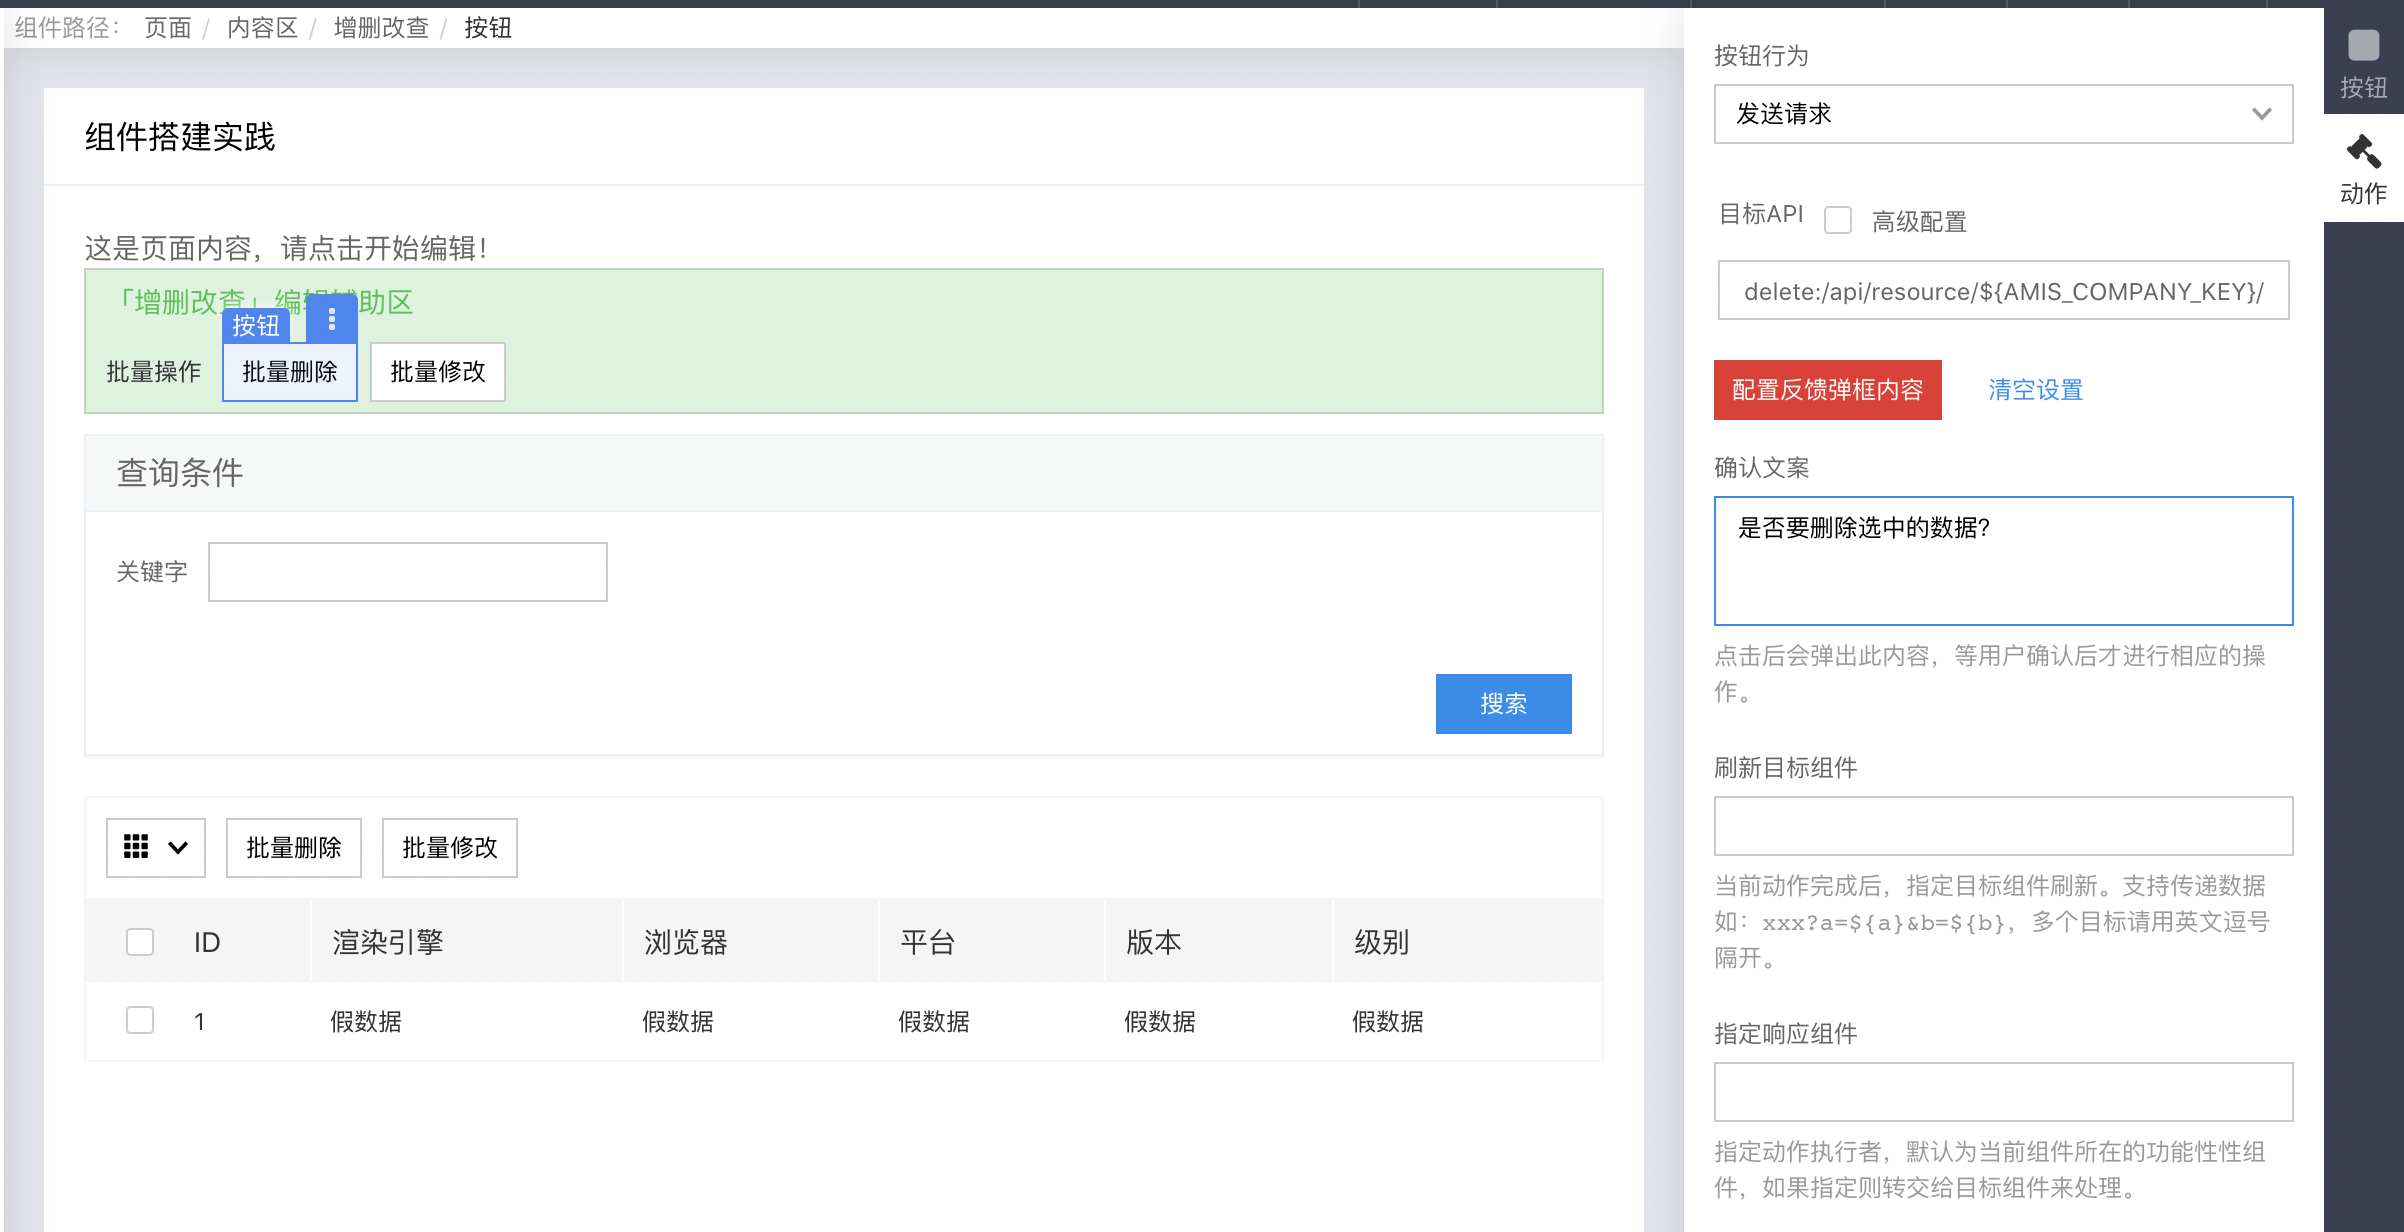 组件路径： 页面 / 内容区 / 增删改查 / 按钮
组件搭建实践
这是页面内容，请点击开始编辑！
「增删改查」编辑辅助区
按钮
批量操作 批量删除 批量修改
查询条件
关键字
搜索
批量删除 批量修改
ID 渲染引擎 浏览器 平台 版本 级别
1 假数据 假数据 假数据 假数据 假数据
按钮行为
发送请求
目标API 高级配置
delete:/api/resource/${AMIS_COMPANY_KEY}/
配置反馈弹框内容 清空设置
确认文案
是否要删除选中的数据?
点击后会弹出此内容，等用户确认后才进行相应的操
作。
刷新目标组件
当前动作完成后，指定目标组件刷新。支持传递数据
如：xxx?a=${a}&b=${b}，多个目标请用英文逗号
隔开。
指定响应组件
指定动作执行者，默认为当前组件所在的功能性性组
件，如果指定则转交给目标组件来处理。
按钮
动作